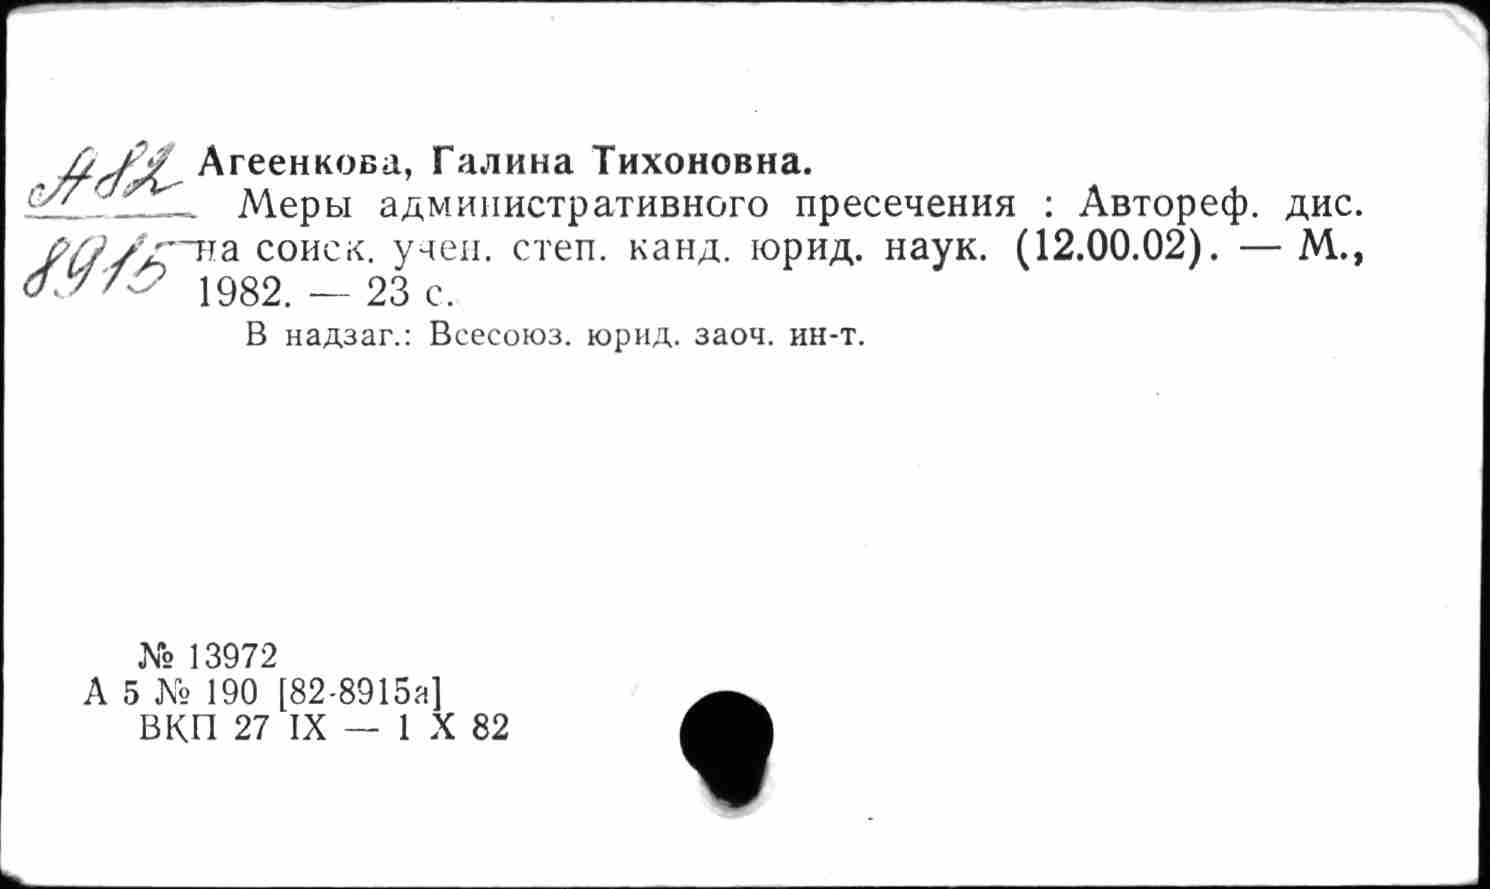 А82
Агеенкова, Галина Тихоновна.
Меры административного пресечения : Автореф. дис.
8915
на соиск. учен. степ. канд. юрид. наук. (12.00.02). — М.,
1982. — 23 с.
В надзаг.: Всесоюз. юрид. заоч. ин-т.
№ 13972
А 5 № 190 [82-8915а]
ВКП 27 IX — 1 X 82